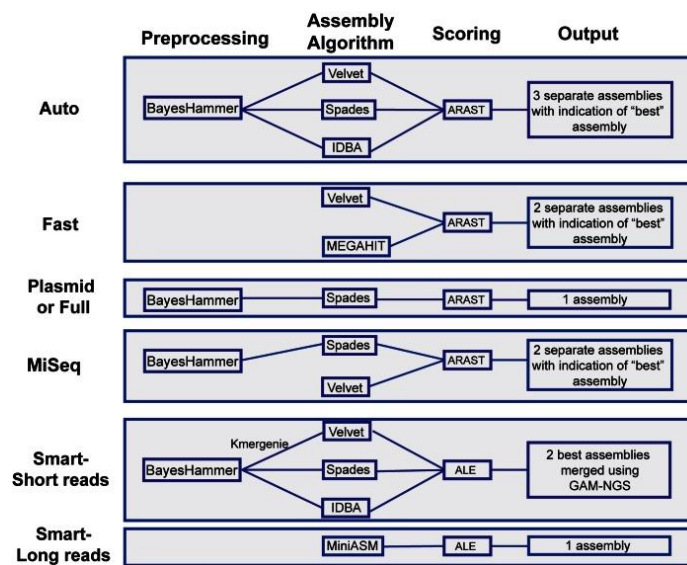 Preprocessing
Assembly
Algorithm
Scoring
Output
Auto
BayesHammer
Velvet
Spades
IDBA
ARAST
3 separate assemblies
with indication of "best"
assembly
Fast
Velvet
MEGAHIT
ARAST
2 separate assemblies
with indication of "best"
assembly
Plasmid
or Full
BayesHammer
Spades
ARAST
1 assembly
MiSeq
BayesHammer
Spades
Velvet
ARAST
2 separate assemblies
with indication of "best"
assembly
Smart-
Short reads
BayesHammer
Kmergenie
Velvet
Spades
IDBA
ALE
2 best assemblies
merged using
GAM-NGS
Smart-
Long reads
MiniASM
ALE
1 assembly